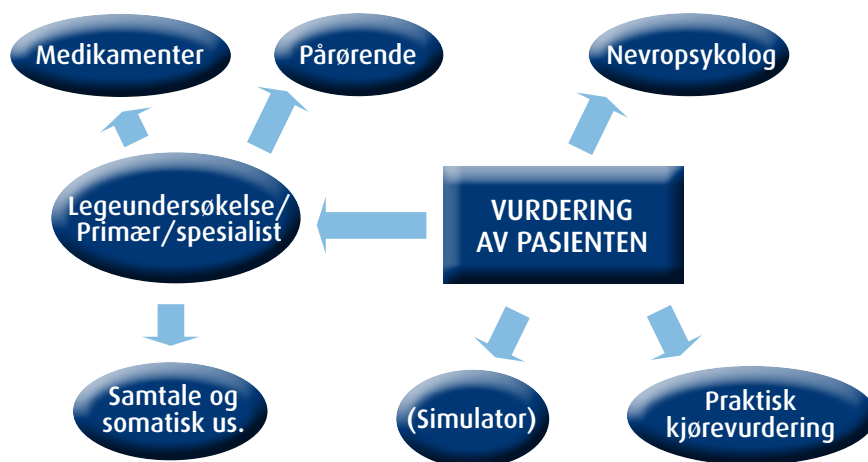 Medikamenter
Pårørende
Nevropsykolog
Legeundersøkelse/
Primær/spesialist
VURDERING
AV PASIENTEN
Samtale og
somatisk us.
(Simulator)
Praktisk
kjørevurdering